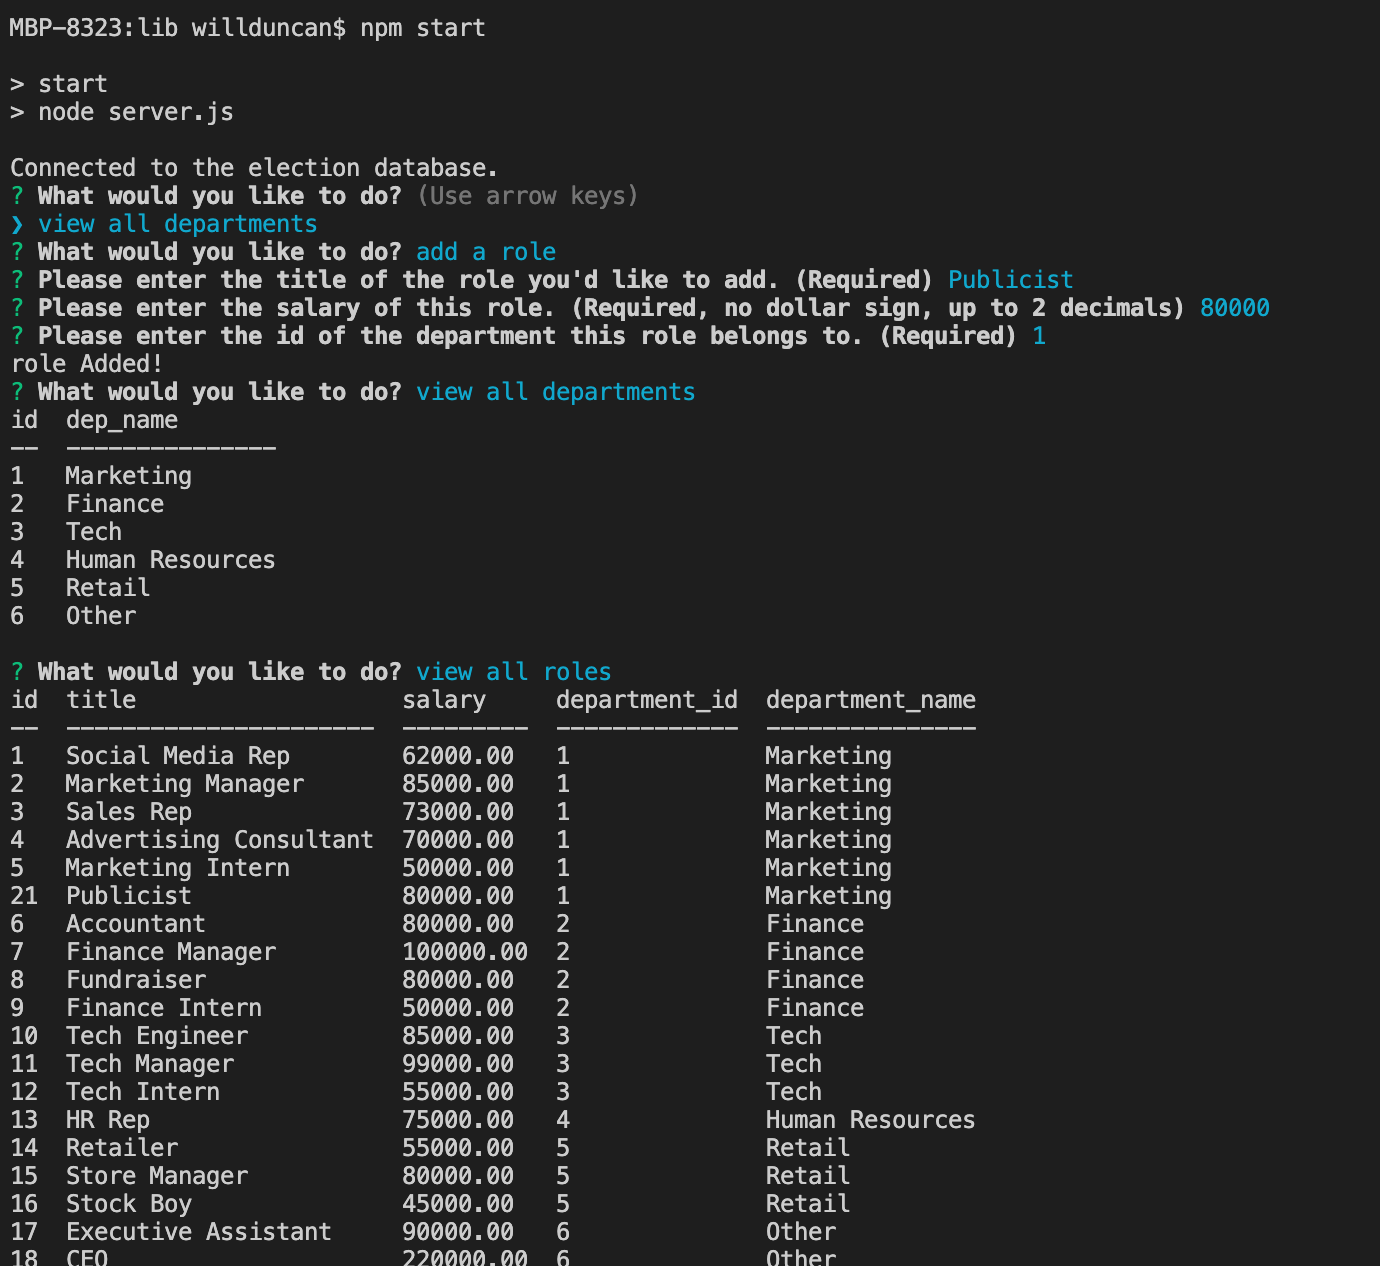 MBP-8323:lib willduncan$ npm start
> start
> node server.js
Connected to the election database.
? What would you like to do? (Use arrow keys)
❯ view all departments
? What would you like to do? add a role
? Please enter the title of the role you'd like to add. (Required) Publicist
? Please enter the salary of this role. (Required, no dollar sign, up to 2 decimals) 80000
? Please enter the id of the department this role belongs to. (Required) 1
role Added!
? What would you like to do? view all departments
id  dep_name
--  ---------------
1   Marketing
2   Finance
3   Tech
4   Human Resources
5   Retail
6   Other
? What would you like to do? view all roles
id  title                   salary     department_id  department_name
--  ----------------------  ---------  -------------  ---------------
1   Social Media Rep        62000.00   1              Marketing
2   Marketing Manager       85000.00   1              Marketing
3   Sales Rep               73000.00   1              Marketing
4   Advertising Consultant  70000.00   1              Marketing
5   Marketing Intern        50000.00   1              Marketing
21  Publicist               80000.00   1              Marketing
6   Accountant              80000.00   2              Finance
7   Finance Manager         100000.00  2              Finance
8   Fundraiser              80000.00   2              Finance
9   Finance Intern          50000.00   2              Finance
10  Tech Engineer           85000.00   3              Tech
11  Tech Manager            99000.00   3              Tech
12  Tech Intern             55000.00   3              Tech
13  HR Rep                  75000.00   4              Human Resources
14  Retailer                55000.00   5              Retail
15  Store Manager           80000.00   5              Retail
16  Stock Boy               45000.00   5              Retail
17  Executive Assistant     90000.00   6              Other
18  CEO                     220000.00  6              Other